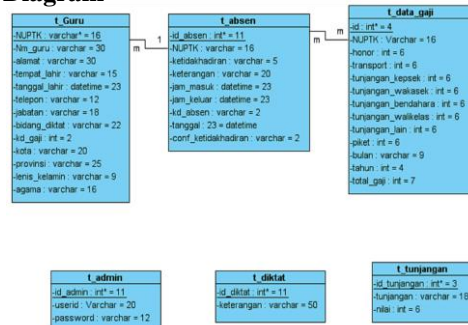 Diagram
t_Guru
-NUPTK : varchar* = 16
-Nm_guru : varchar = 30
-alamat : varchar = 30
-tempat_lahir : varchar = 15
-tanggal_lahir : datetime = 23
-telepon : varchar = 12
-jabatan : varchar = 18
-bidang_diktat : varchar = 22
-kd_gaji : int = 2
-kota : varchar = 20
-provinsi : varchar = 25
-Jenis_kelamin : varchar = 9
-agama : varchar = 16
m
1
t_absen
-id_absen : int* = 11
-NUPTK : varchar = 16
-ketidakhadiran : varchar = 5
-keterangan : varchar = 20
-jam_masuk : datetime = 23
-jam_keluar : datetime = 23
-kd_absen : varchar = 2
-tanggal : 23 = datetime
-conf_ketidakhadiran : varchar = 2
m
m
t_data_gaji
-id : int* = 4
-NUPTK : Varchar = 16
-honor : int = 6
-transport : int = 6
-tunjangan_kepsek : int = 6
-tunjangan_wakasek : int = 6
-tunjangan_bendahara : int = 6
-tunjangan_walikelas : int = 6
-tunjangan_lain : int = 6
-piket : int = 6
-bulan : varchar = 9
-tahun : int = 4
-total_gaji : int = 7
t_admin
-id_admin : int* = 11
-userid : Varchar = 20
-password : varchar = 12
t_diktat
-id_diktat : int* = 11
-keterangan : varchar = 50
t_tunjangan
-id_tunjangan : int* = 3
-tunjangan : varchar = 18
-nilai : int = 6